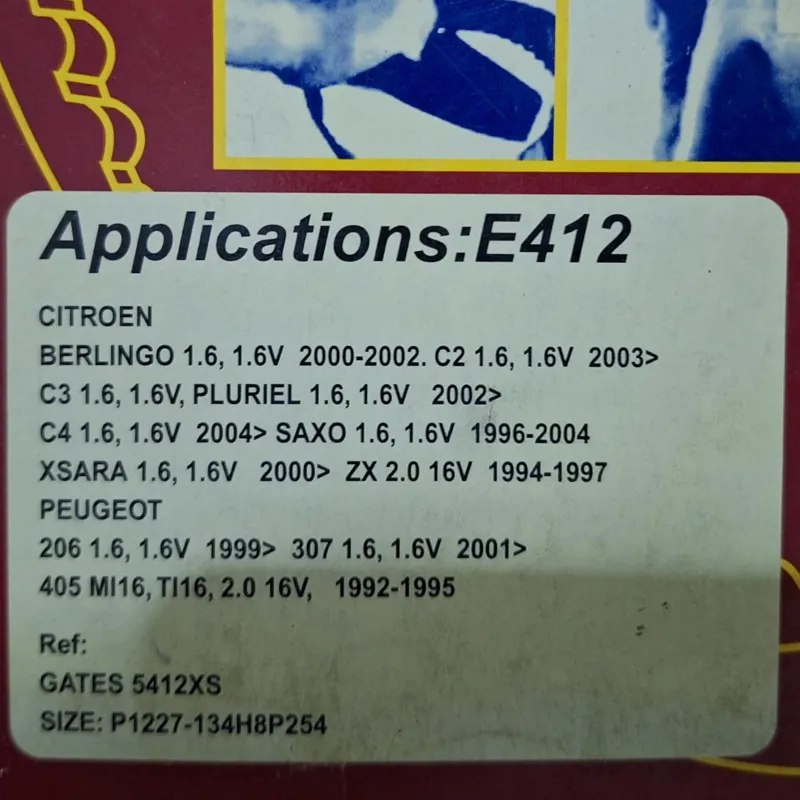 Applications:E412
CITROEN
BERLINGO 1.6, 1.6V 2000-2002. C2 1.6, 1.6V 2003>
C3 1.6, 1.6V, PLURIEL 1.6, 1.6V 2002>
C4 1.6, 1.6V 2004> SAXO 1.6, 1.6V 1996-2004
XSARA 1.6, 1.6V 2000> ZX 2.0 16V 1994-1997
PEUGEOT
206 1.6, 1.6V 1999> 307 1.6, 1.6V 2001>
405 MI16, TI16, 2.0 16V, 1992-1995
Ref:
GATES 5412XS
SIZE: P1227-134H8P254